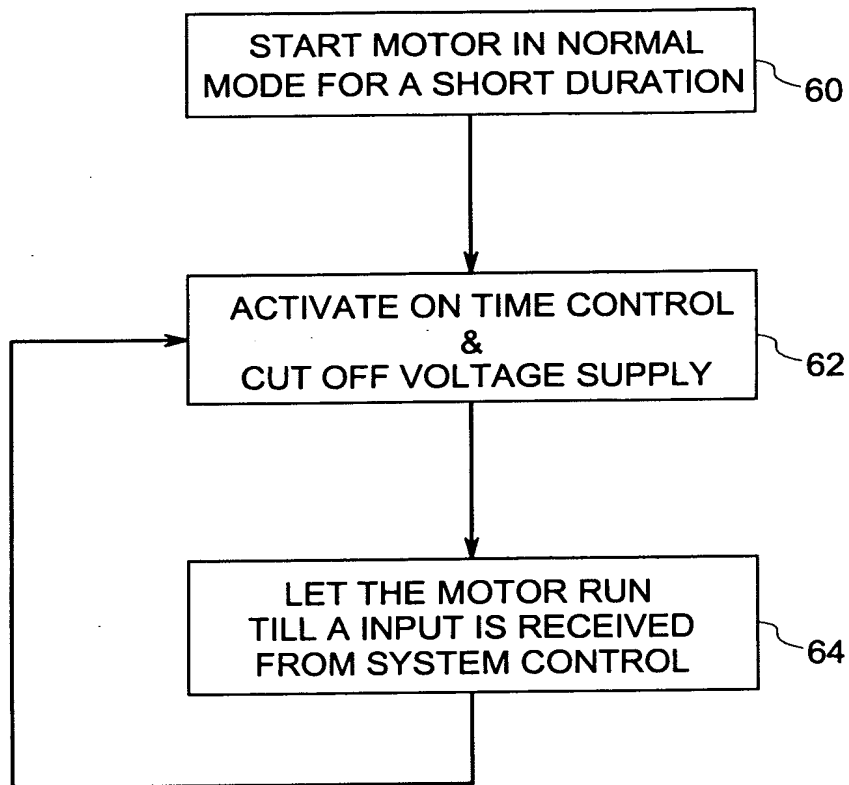 START MOTOR IN NORMAL
MODE FOR A SHORT DURATION
60
ACTIVATE ON TIME CONTROL
&
CUT OFF VOLTAGE SUPPLY
62
LET THE MOTOR RUN
TILL A INPUT IS RECEIVED
FROM SYSTEM CONTROL
64